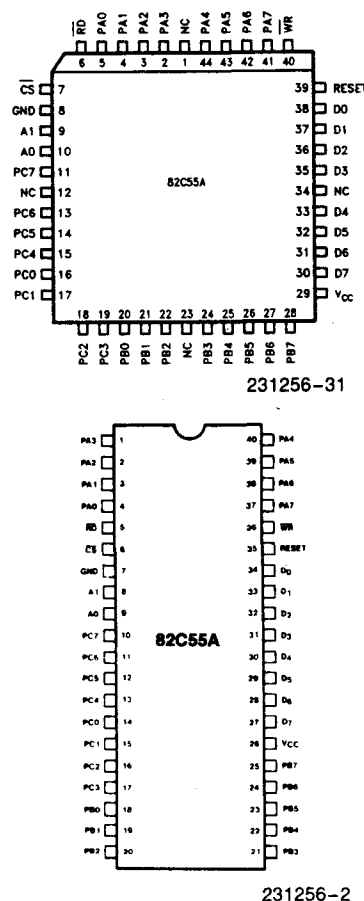 RD PA0 PA1 PA2 PA3 NC PA4 PA5 PA6 PA7 WR
6 5 4 3 2 1 44 43 42 41 40
CS 7 39 RESET
GND 8 38 D0
A1 9 37 D1
A0 10 36 D2
PC7 11 35 D3
NC 12 82C55A 34 NC
PC6 13 33 D4
PC5 14 32 D5
PC4 15 31 D6
PC0 16 30 D7
PC1 17 29 VCC
18 19 20 21 22 23 24 25 26 27 28
PC2 PC3 PB0 PB1 PB2 NC PB3 PB4 PB5 PB6 PB7
231256-31
PA3 1 40 PA4
PA2 2 39 PA5
PA1 3 38 PA6
PA0 4 37 PA7
RD 5 36 WR
CS 6 35 RESET
GND 7 34 D0
A1 8 33 D1
A0 9 32 D2
PC7 10 31 D3
PC6 11 82C55A 30 D4
PC5 12 29 D5
PC4 13 28 D6
PC0 14 27 D7
PC1 15 26 VCC
PC2 16 25 PB7
PC3 17 24 PB6
PB0 18 23 PB5
PB1 19 22 PB4
PB2 20 21 PB3
231256-2